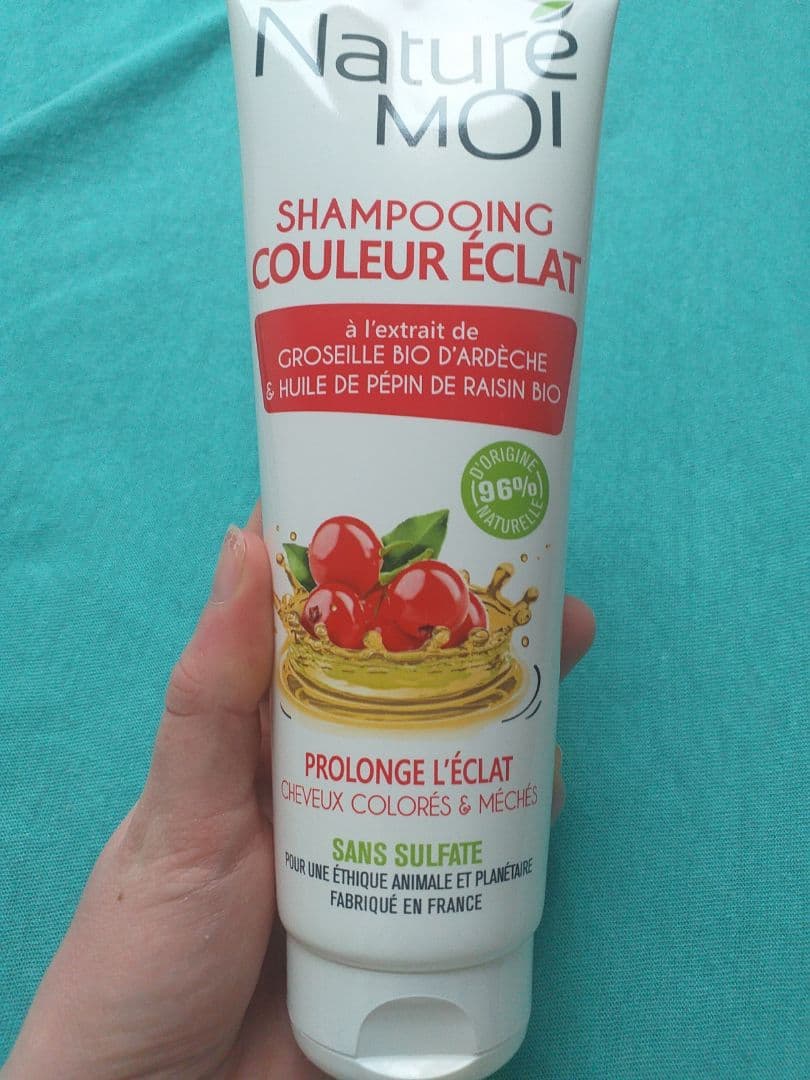 Naturé
MOI
SHAMPOOING
COULEUR ÉCLAT
à l'extrait de
GROSEILLE BIO D'ARDÈCHE
& HUILE DE PÉPIN DE RAISIN BIO
D'ORIGINE
96%
NATURELLE
PROLONGE L'ÉCLAT
CHEVEUX COLORÉS & MÉCHÉS
SANS SULFATE
POUR UNE ÉTHIQUE ANIMALE ET PLANÉTAIRE
FABRIQUÉ EN FRANCE